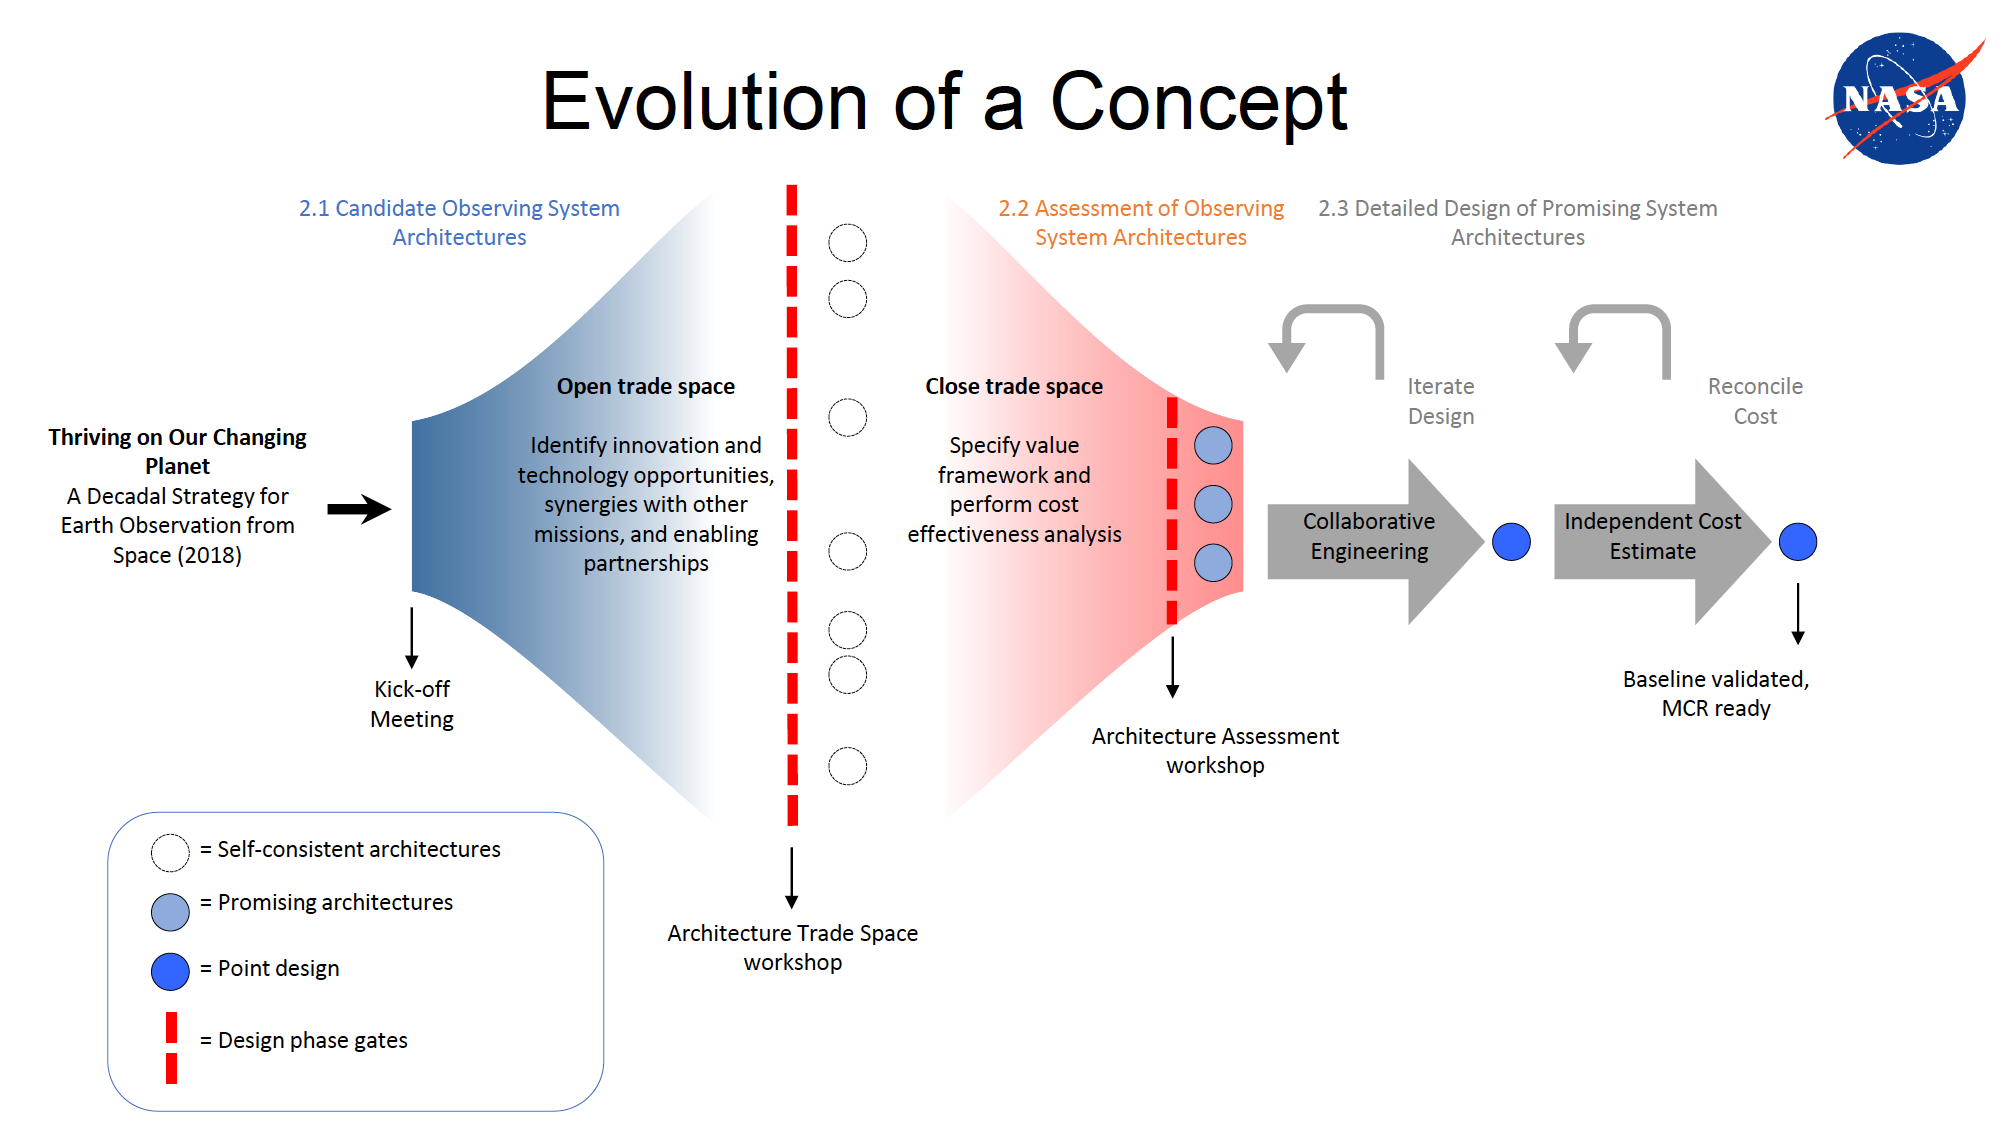 Evolution of a Concept
NASA
2.1 Candidate Observing System
Architectures
2.2 Assessment of Observing
System Architectures
2.3 Detailed Design of Promising System
Architectures
Thriving on Our Changing
Planet
A Decadal Strategy for
Earth Observation from
Space (2018)
Open trade space
Identify innovation and
technology opportunities,
synergies with other
missions, and enabling
partnerships
Close trade space
Specify value
framework and
perform cost
effectiveness analysis
Iterate
Design
Reconcile
Cost
Collaborative
Engineering
Independent Cost
Estimate
Kick-off
Meeting
Architecture Trade Space
workshop
Architecture Assessment
workshop
Baseline validated,
MCR ready
= Self-consistent architectures
= Promising architectures
= Point design
= Design phase gates